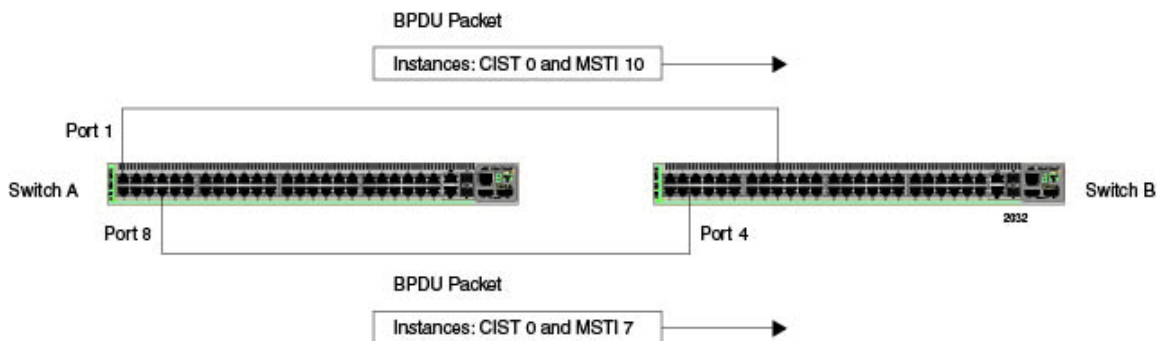 BPDU Packet
Instances: CIST 0 and MSTI 10
Port 1
Switch A
Switch B
2032
Port 8
Port 4
BPDU Packet
Instances: CIST 0 and MSTI 7